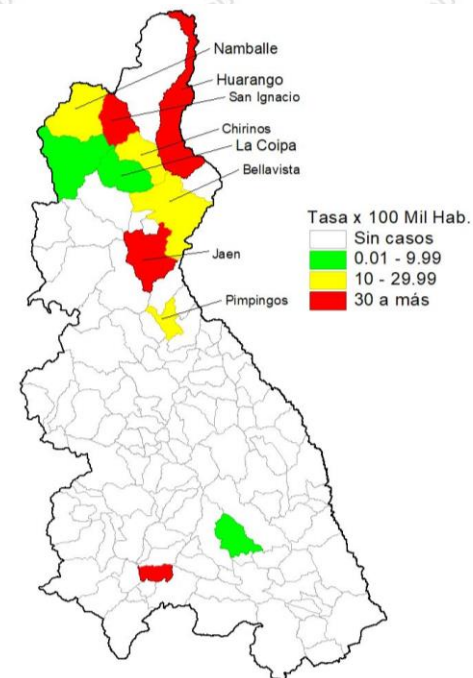 Namballe
Huarango
San Ignacio
Chirinos
La Coipa
Bellavista
Jaen
Pimpingos
Tasa x 100 Mil Hab.
Sin casos
0.01 - 9.99
10 - 29.99
30 a más